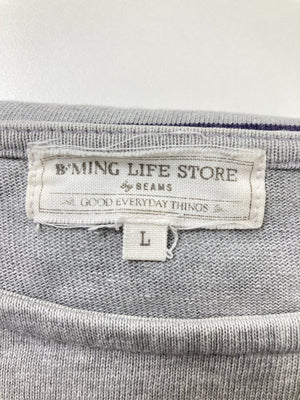 B'MING LIFE STORE
by BEAMS
GOOD EVERYDAY THINGS
L